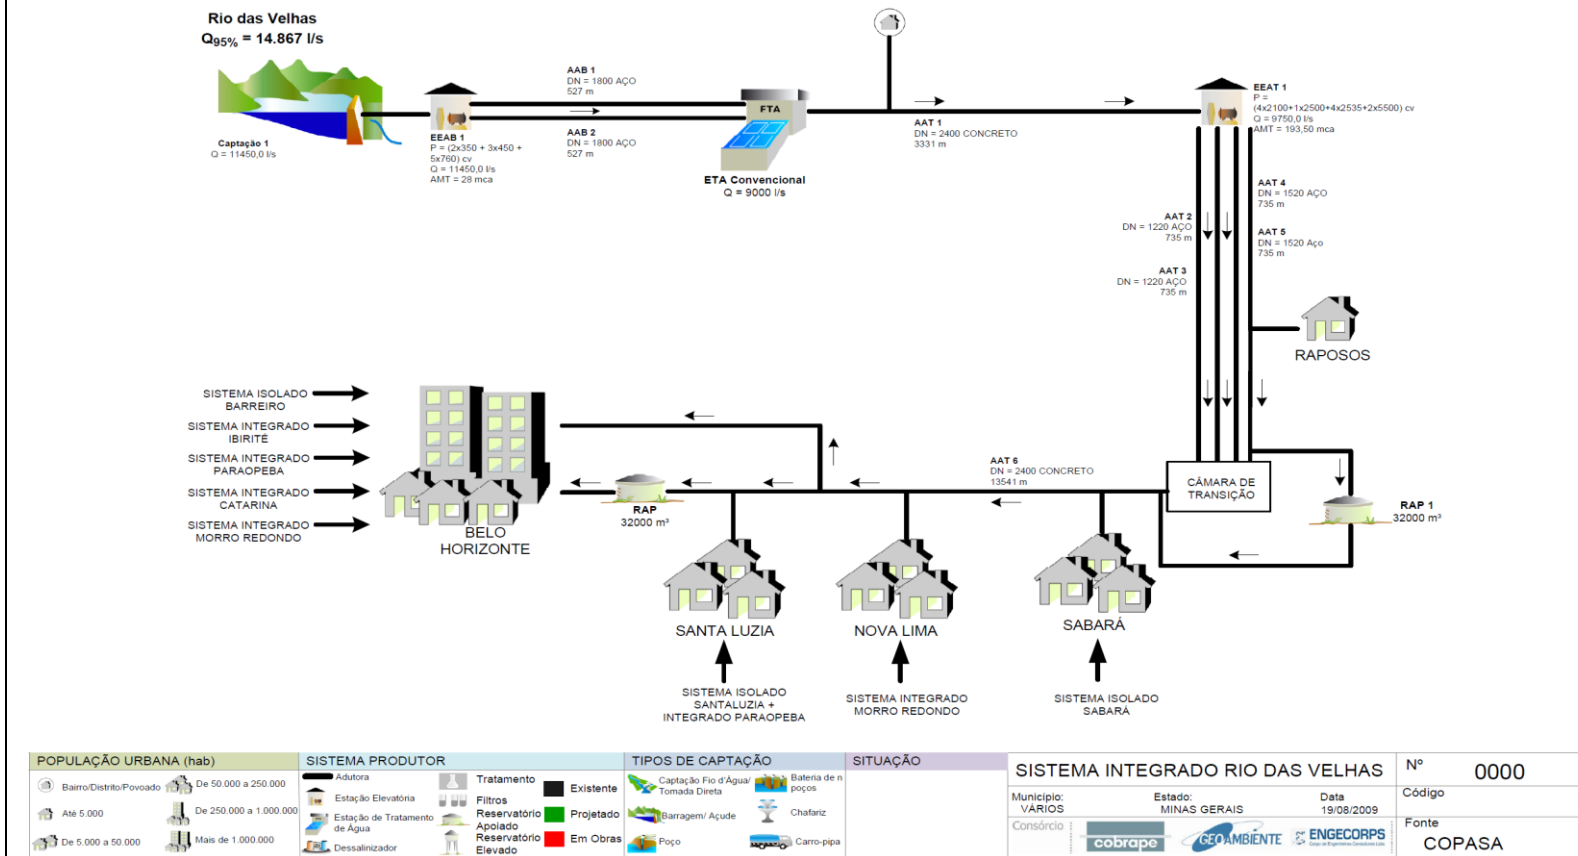 Rio das Velhas
Q95% = 14.867 l/s
Captação 1
Q = 11450,0 l/s
EEAB 1
P = (2x350 + 3x450 +
5x760) cv
Q = 11450,0 l/s
AMT = 28 mca
AAB 1
DN = 1800 AÇO
527 m
AAB 2
DN = 1800 AÇO
527 m
ETA
ETA Convencional
Q = 9000 l/s
AAT 1
DN = 2400 CONCRETO
3331 m
EEAT 1
P =
(4x2100+1x2500+4x2535+2x5500) cv
Q = 9750,0 l/s
AMT = 193,50 mca
AAT 2
DN = 1220 AÇO
735 m
AAT 3
DN = 1220 AÇO
735 m
AAT 4
DN = 1520 AÇO
735 m
AAT 5
DN = 1520 Aço
735 m
RAPOSOS
SISTEMA ISOLADO
BARREIRO
SISTEMA INTEGRADO
IBIRITÉ
SISTEMA INTEGRADO
PARAOPEBA
SISTEMA INTEGRADO
CATARINA
SISTEMA INTEGRADO
MORRO REDONDO
BELO
HORIZONTE
RAP
32000 m³
AAT 6
DN = 2400 CONCRETO
13541 m
CÂMARA DE
TRANSIÇÃO
RAP 1
32000 m³
SANTA LUZIA
NOVA LIMA
SABARÁ
SISTEMA ISOLADO
SANTALUZIA +
INTEGRADO PARAOPEBA
SISTEMA INTEGRADO
MORRO REDONDO
SISTEMA ISOLADO
SABARÁ
POPULAÇÃO URBANA (hab)
Bairro/Distrito/Povoado
De 50.000 a 250.000
Até 5.000
De 250.000 a 1.000.000
De 5.000 a 50.000
Mais de 1.000.000
SISTEMA PRODUTOR
Adutora
Estação Elevatória
Estação de Tratamento
de Água
Dessalinizador
Tratamento
Filtros
Reservatório
Apoiado
Reservatório
Elevado
Existente
Projetado
Em Obras
TIPOS DE CAPTAÇÃO
Captação Fio d'Água/
Tomada Direta
Barragem/ Açude
Poço
Bateria de n
poços
Chafariz
Carro-pipa
SITUAÇÃO
SISTEMA INTEGRADO RIO DAS VELHAS
Nº
0000
Município:
VÁRIOS
Estado:
MINAS GERAIS
Data
19/08/2009
Código
Consórcio
cobrape
GEOAMBIENTE
ENGECORPS
Fonte
COPASA